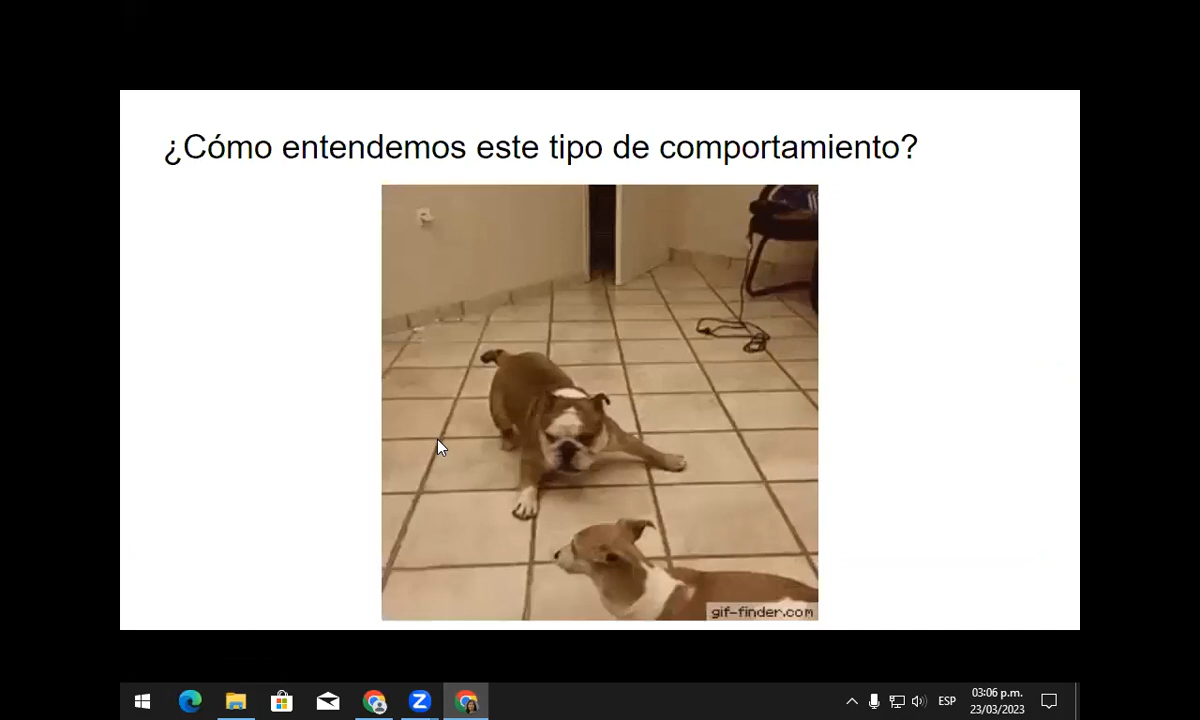 ¿Cómo entendemos este tipo de comportamiento?
gif-finder.com
ESP
03:06 p.m.
23/03/2023